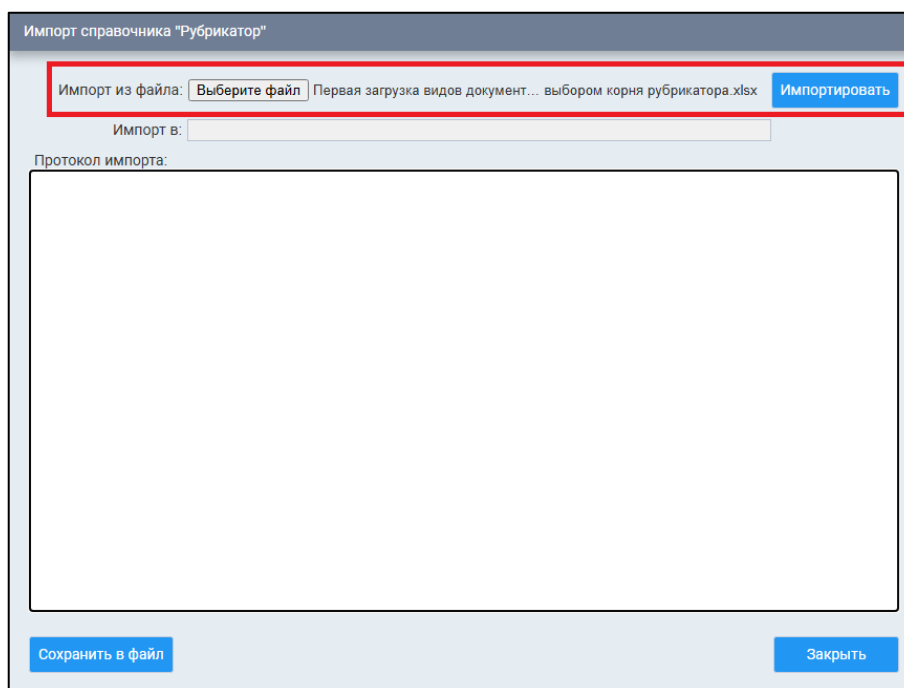 Импорт справочника "Рубрикатор"
Импорт из файла: Выберите файл Первая загрузка видов документ... выбором корня рубрикатора.xlsx Импортировать
Импорт в:
Протокол импорта:
Сохранить в файл Закрыть